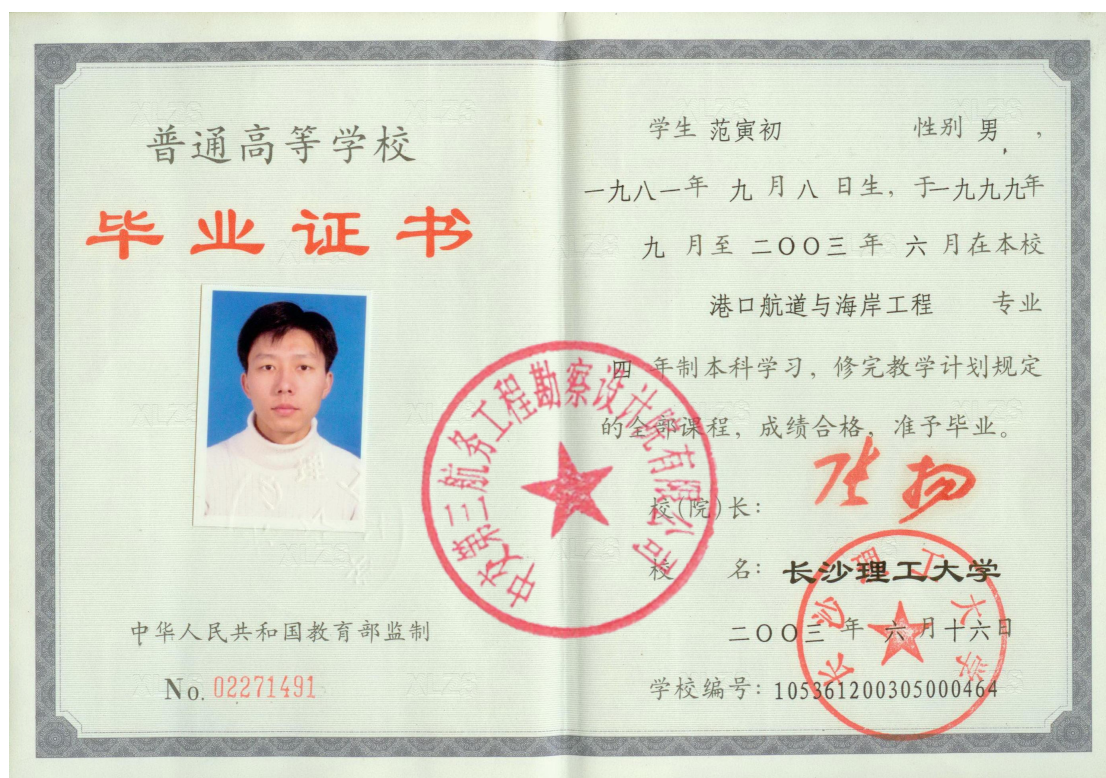 普通高等学校
毕业证书
中华人民共和国教育部监制
No. 02271491
学生 范寅初 性别 男，
一九八一年 九 月 八 日生，于一九九九年
九 月至 二〇〇三 年 六 月在本校
港口航道与海岸工程 专业
四 年制本科学习，修完教学计划规定
的全部课程，成绩合格，准予毕业。
校(院)长：
校 名：长沙理工大学
二〇〇三 年 六 月十六日
学校编号：105361200305000464
中交第三航务工程勘察设计院有限公司
长沙理工大学